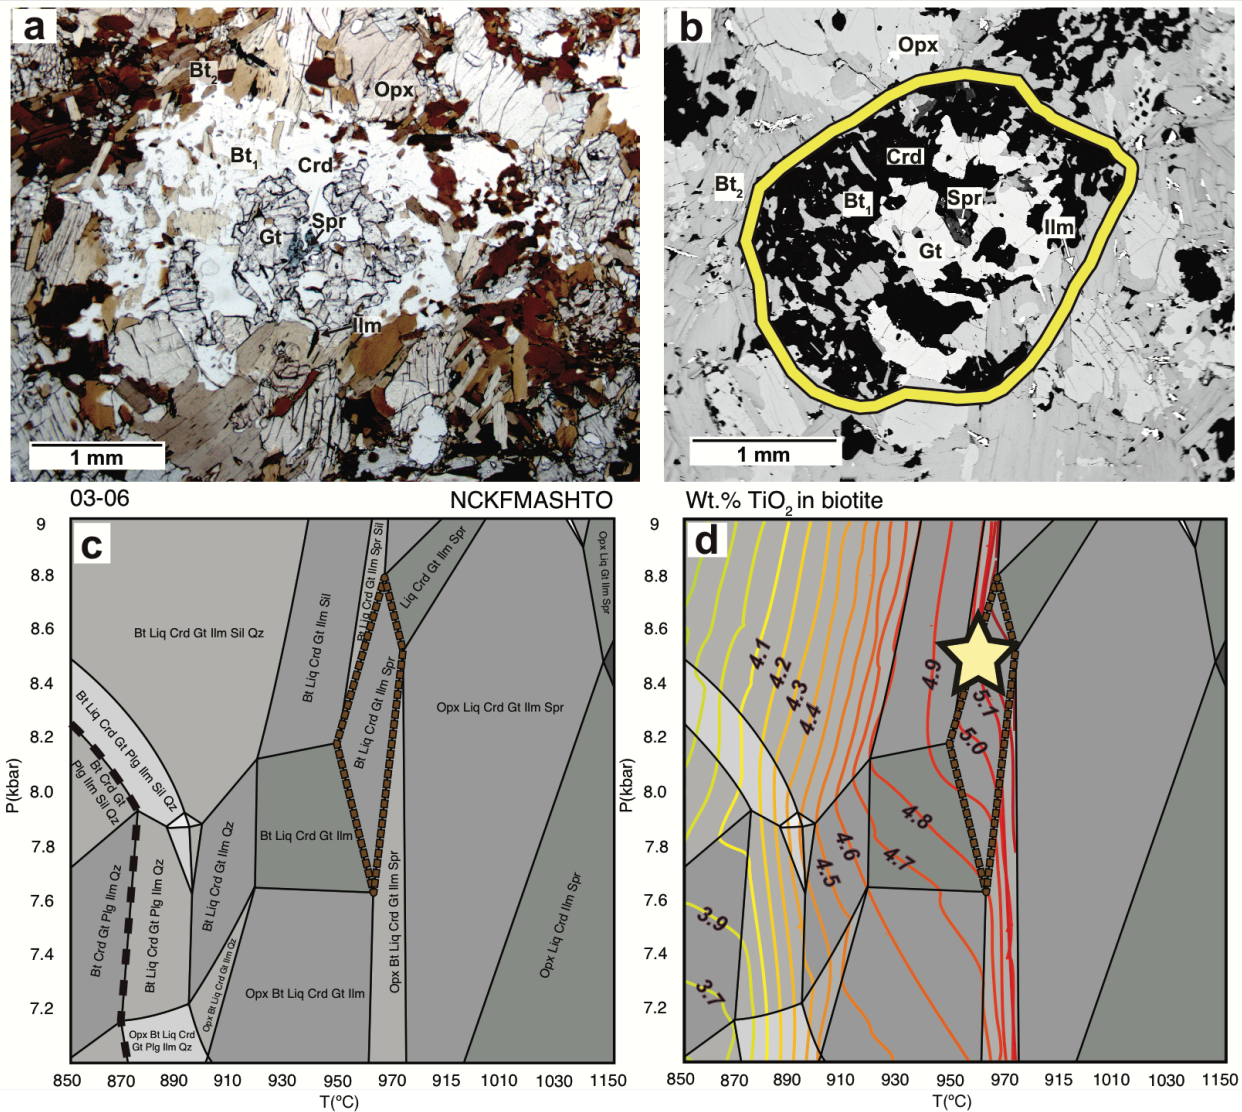 a
Bt2
Opx
Bt1
Crd
Spr
Gt
Ilm
1 mm
b
Opx
Crd
Bt2
Bt1
Spr
Ilm
Gt
1 mm
03-06
NCKFMASHTO
c
9
8.8
8.6
8.4
8.2
8.0
7.8
7.6
7.4
7.2
P(kbar)
Bt Liq Crd Gt Ilm Sil Qz
Bt Liq Crd Gt Ilm Sil
Bt Liq Crd Gt Ilm Spr Sil
Liq Crd Gt Ilm Spr
Opx Liq Gt Ilm Spr
Bt Liq Crd Gt Plg Ilm Sil Qz
Bt Crd Gt
Plg Ilm Sil Qz
Bt Liq Crd Gt Ilm Spr
Opx Liq Crd Gt Ilm Spr
Bt Liq Crd Gt Ilm
Bt Crd Gt Plg Ilm Qz
Bt Liq Crd Gt Plg Ilm Qz
Bt Liq Crd Gt Ilm Qz
Opx Bt Liq Crd Gt Ilm Qz
Opx Bt Liq Crd Gt Ilm
Opx Bt Liq Crd Gt Ilm Spr
Opx Liq Crd Ilm Spr
Opx Bt Liq Crd
Gt Plg Ilm Qz
850 870 890 910 930 950 970 915 1010 1030 1150
T(°C)
Wt.% TiO2 in biotite
d
9
8.8
8.6
8.4
8.2
8.0
7.8
7.6
7.4
7.2
P(kbar)
4.1
4.2
4.3
4.4
4.9
5.1
5.0
4.8
4.7
4.6
4.5
3.9
3.7
850 870 890 910 930 950 970 915 1010 1030 1150
T(°C)